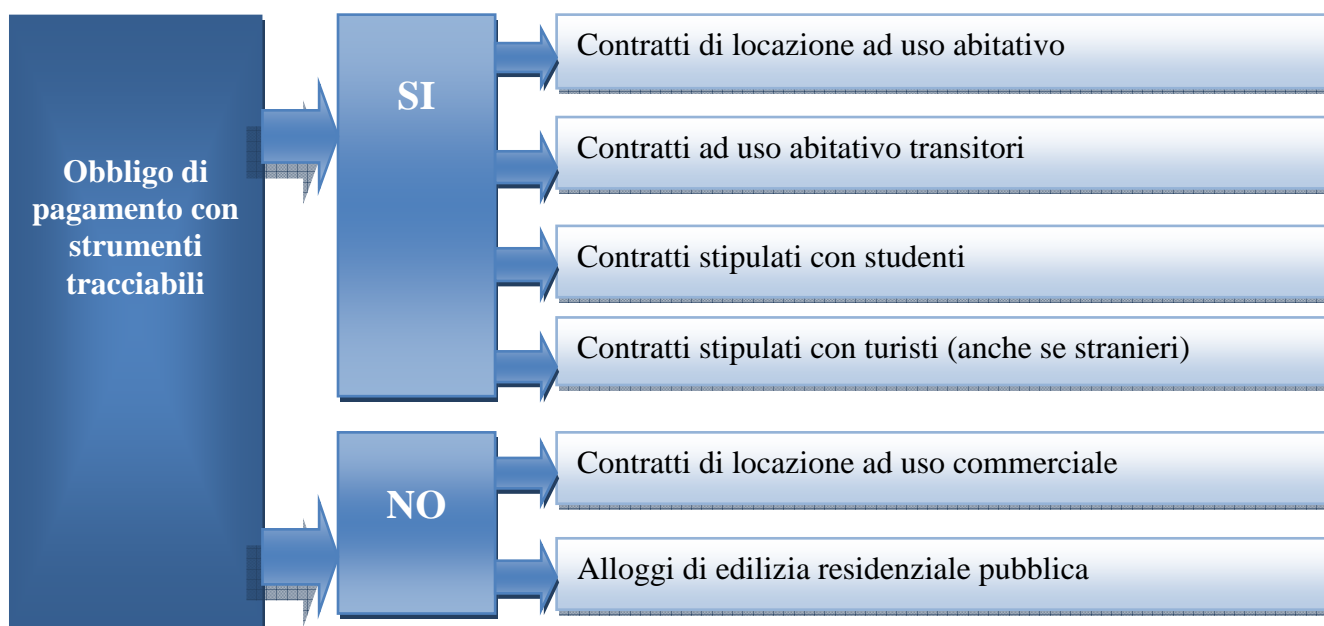 Obbligo di
pagamento con
strumenti
tracciabili
SI
Contratti di locazione ad uso abitativo
Contratti ad uso abitativo transitori
Contratti stipulati con studenti
Contratti stipulati con turisti (anche se stranieri)
NO
Contratti di locazione ad uso commerciale
Alloggi di edilizia residenziale pubblica